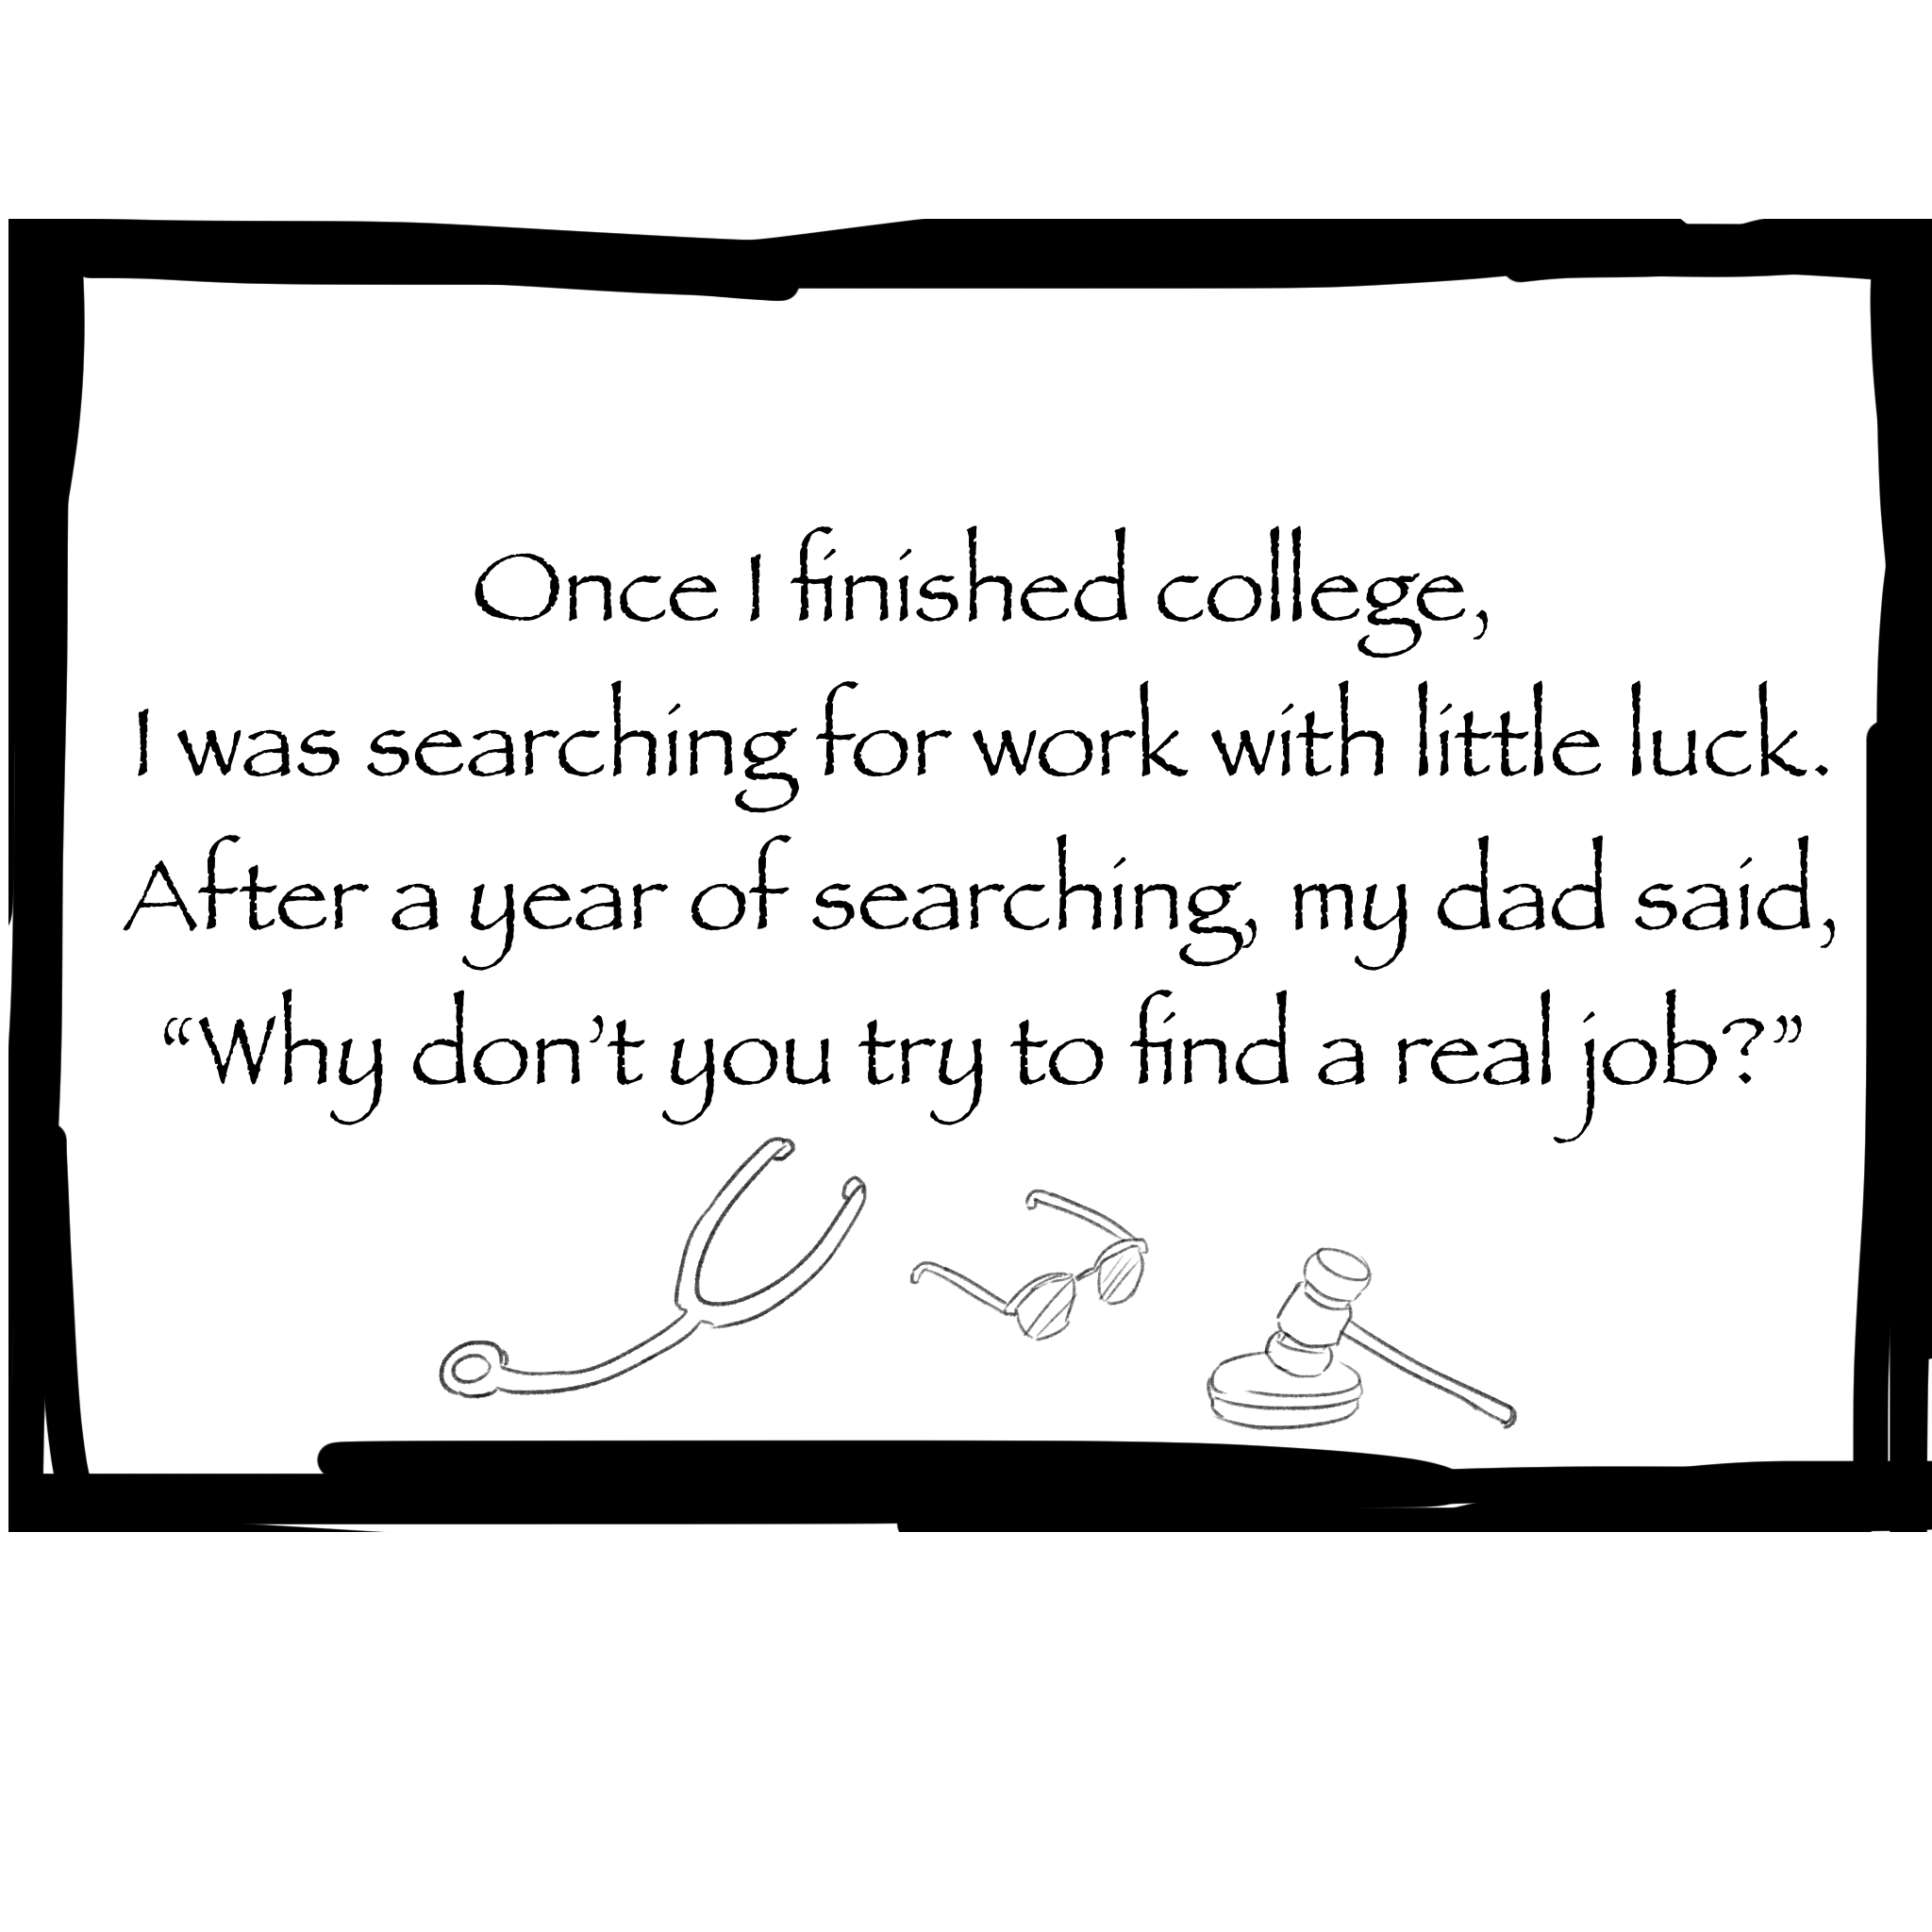 Once I finished college,
I was searching for work with little luck.
After a year of searching, my dad said,
“Why don’t you try to find a real job?”